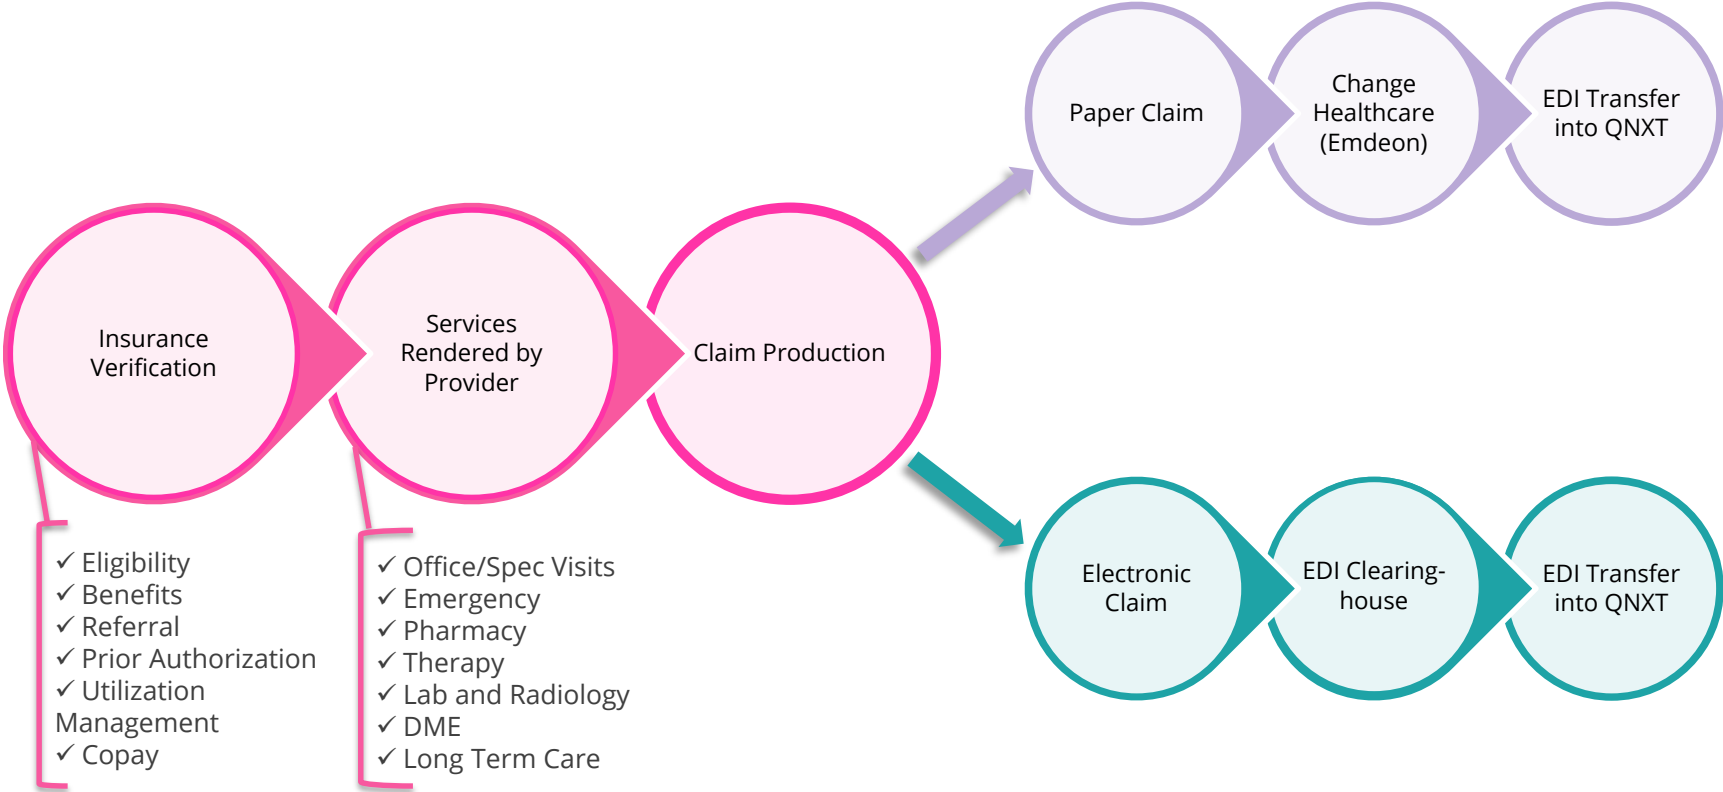 Insurance
Verification
Services
Rendered by
Provider
Claim Production
Paper Claim
Change
Healthcare
(Emdeon)
EDI Transfer
into QNXT
Electronic
Claim
EDI Clearing-
house
EDI Transfer
into QNXT
✓ Eligibility
✓ Benefits
✓ Referral
✓ Prior Authorization
✓ Utilization
Management
✓ Copay
✓ Office/Spec Visits
✓ Emergency
✓ Pharmacy
✓ Therapy
✓ Lab and Radiology
✓ DME
✓ Long Term Care